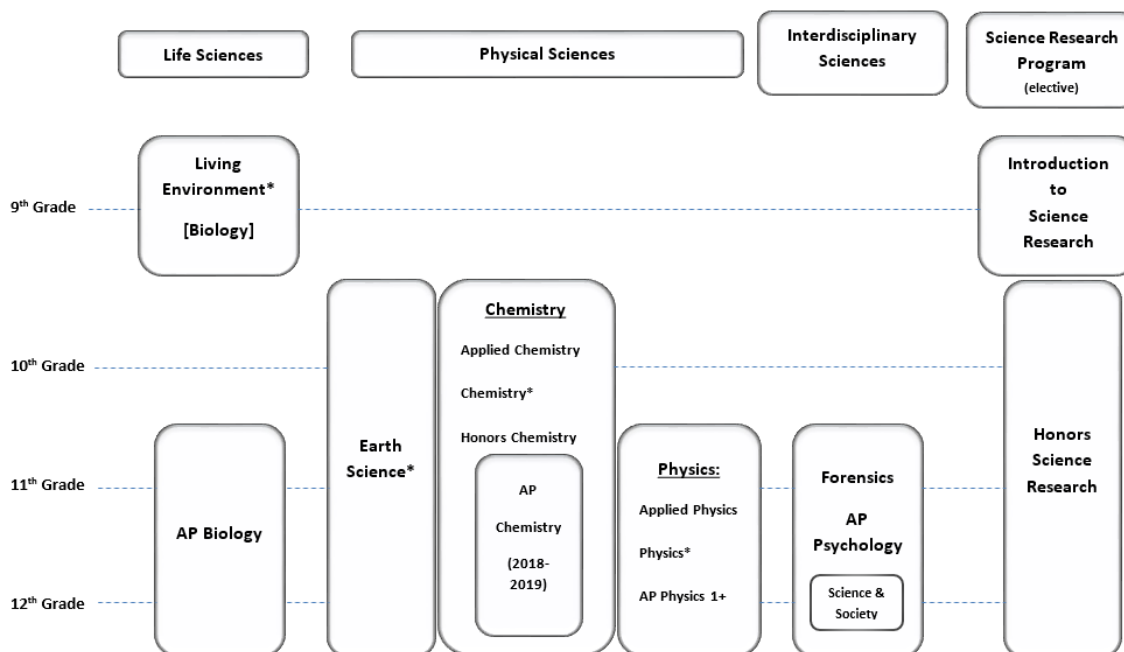 Life Sciences
Physical Sciences
Interdisciplinary
Sciences
Science Research
Program
(elective)
9th Grade
Living
Environment*
[Biology]
Introduction
to
Science
Research
10th Grade
11th Grade
12th Grade
AP Biology
Earth
Science*
Chemistry
Applied Chemistry
Chemistry*
Honors Chemistry
AP
Chemistry
(2018-
2019)
Physics:
Applied Physics
Physics*
AP Physics 1+
Forensics
AP
Psychology
Science &
Society
Honors
Science
Research